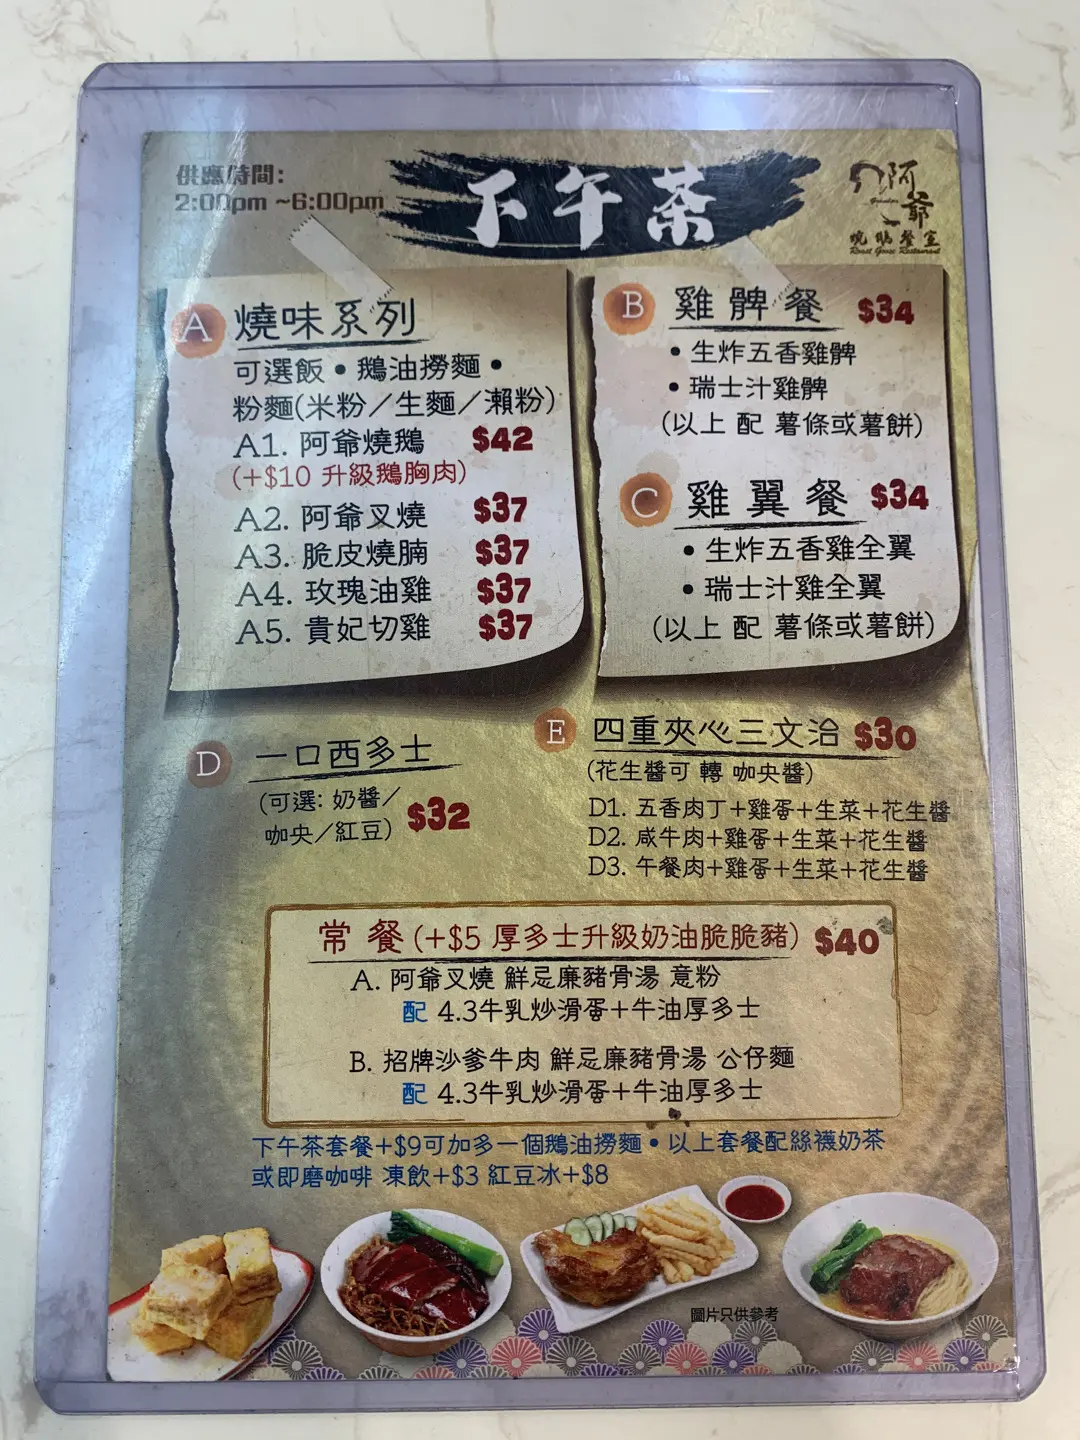 供應時間：
2:00pm ~6:00pm
下午茶
阿爺
Grandpa
燒鵝餐室
Roast Goose Restaurant
A 燒味系列
可選飯•鵝油撈麵•
粉麵(米粉／生麵／瀨粉)
A1. 阿爺燒鵝 $42
(+$10 升級鵝胸肉)
A2. 阿爺叉燒 $37
A3. 脆皮燒腩 $37
A4. 玫瑰油雞 $37
A5. 貴妃切雞 $37
B 雞髀餐 $34
• 生炸五香雞髀
• 瑞士汁雞髀
(以上 配 薯條或薯餅)
C 雞翼餐 $34
• 生炸五香雞全翼
• 瑞士汁雞全翼
(以上 配 薯條或薯餅)
D 一口西多士
(可選: 奶醬／
咖央／紅豆) $32
E 四重夾心三文治 $30
(花生醬可 轉 咖央醬)
D1. 五香肉丁+雞蛋+生菜+花生醬
D2. 咸牛肉+雞蛋+生菜+花生醬
D3. 午餐肉+雞蛋+生菜+花生醬
常 餐 (+$5 厚多士升級奶油脆脆豬) $40
A. 阿爺叉燒 鮮忌廉豬骨湯 意粉
配 4.3牛乳炒滑蛋+牛油厚多士
B. 招牌沙爹牛肉 鮮忌廉豬骨湯 公仔麵
配 4.3牛乳炒滑蛋+牛油厚多士
下午茶套餐+$9可加多一個鵝油撈麵•以上套餐配絲襪奶茶
或即磨咖啡 凍飲+$3 紅豆冰+$8
圖片只供參考